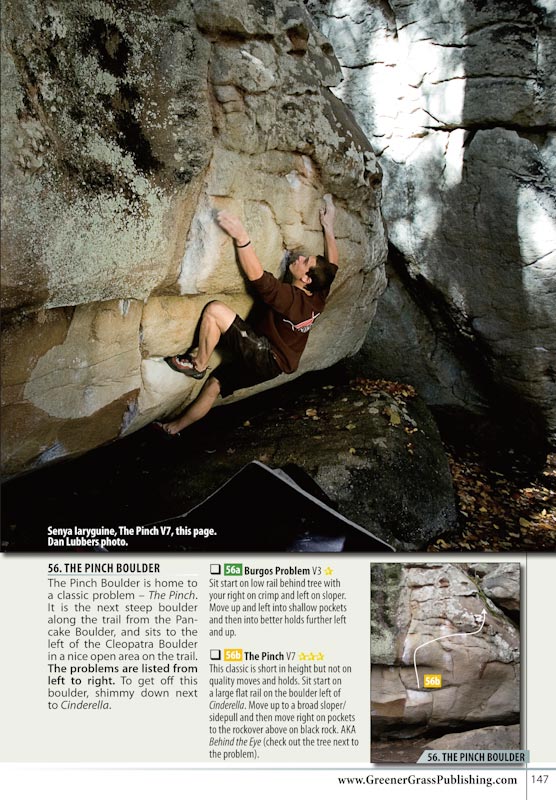 Senya Iaryguine, The Pinch V7, this page.
Dan Lubbers photo.
56. THE PINCH BOULDER
The Pinch Boulder is home to
a classic problem – The Pinch.
It is the next steep boulder
along the trail from the Pan-
cake Boulder, and sits to the
left of the Cleopatra Boulder
in a nice open area on the trail.
The problems are listed from
left to right. To get off this
boulder, shimmy down next
to Cinderella.
56a Burgos Problem V3
Sit start on low rail behind tree with
your right on crimp and left on sloper.
Move up and left into shallow pockets
and then into better holds further left
and up.
56b The Pinch V7
This classic is short in height but not on
quality moves and holds. Sit start on
a large flat rail on the boulder left of
Cinderella. Move up to a broad sloper/
sidepull and then move right on pockets
to the rockover above on black rock. AKA
Behind the Eye (check out the tree next to
the problem).
56b
56. THE PINCH BOULDER
www.GreenerGrassPublishing.com
147